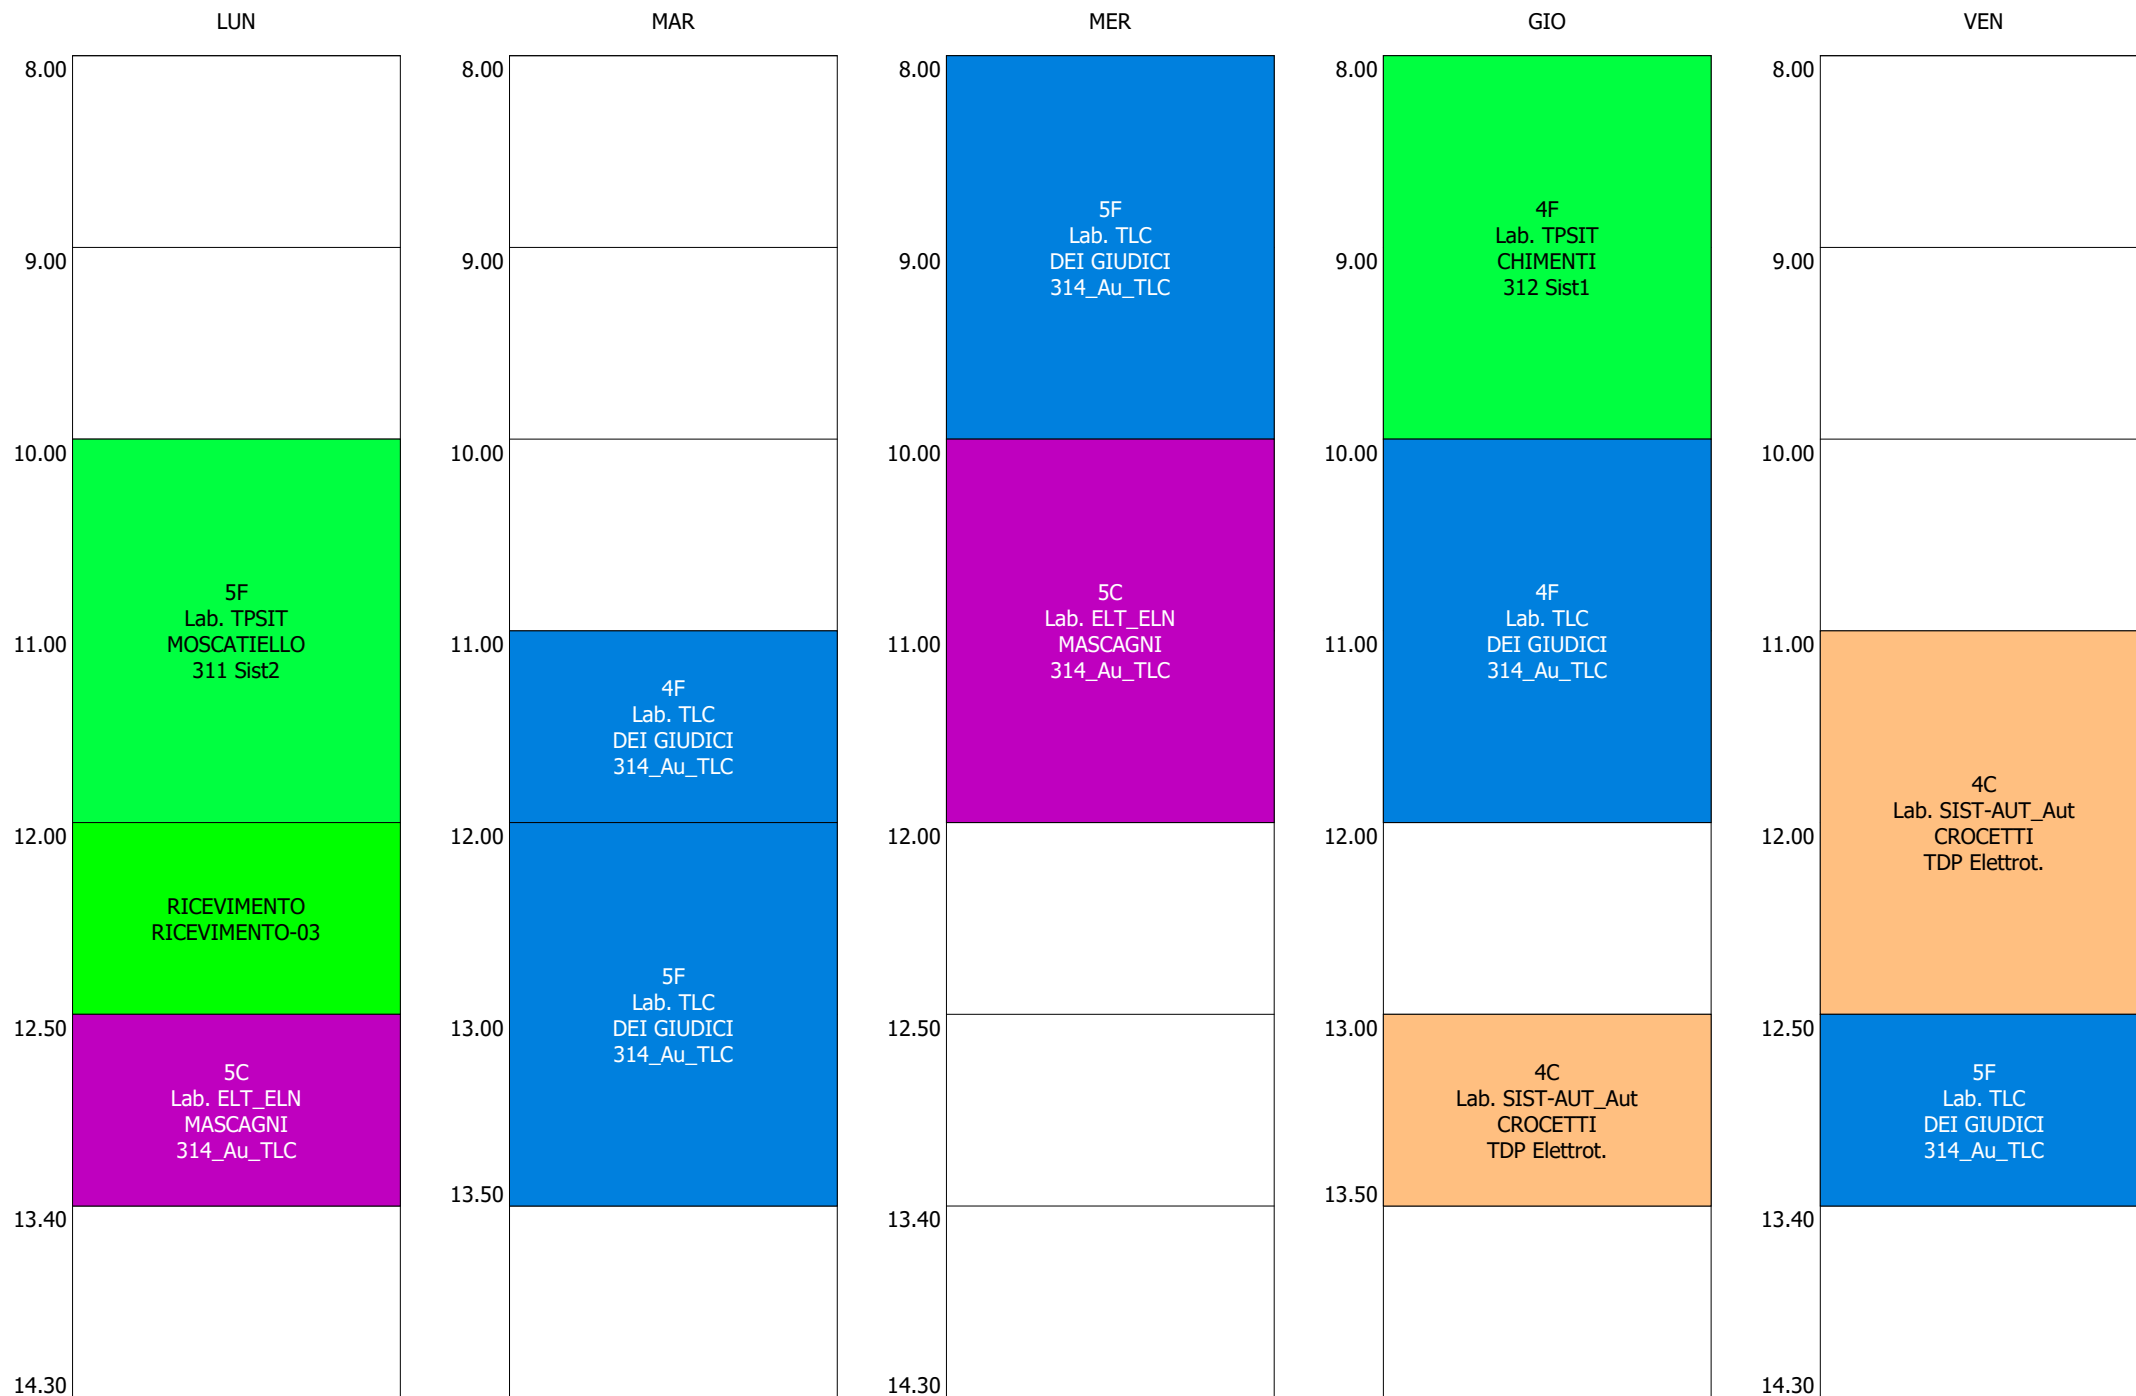 LUN
MAR
MER
GIO
VEN
8.00
9.00
10.00
5F
Lab. TPSIT
MOSCATIELLO
311 Sist2
11.00
12.00
RICEVIMENTO
RICEVIMENTO-03
12.50
5C
Lab. ELT_ELN
MASCAGNI
314_Au_TLC
13.40
14.30
8.00
9.00
10.00
11.00
4F
Lab. TLC
DEI GIUDICI
314_Au_TLC
12.00
5F
Lab. TLC
DEI GIUDICI
314_Au_TLC
13.00
13.50
8.00
5F
Lab. TLC
DEI GIUDICI
314_Au_TLC
9.00
10.00
5C
Lab. ELT_ELN
MASCAGNI
314_Au_TLC
11.00
12.00
12.50
13.40
14.30
8.00
4F
Lab. TPSIT
CHIMENTI
312 Sist1
9.00
10.00
4F
Lab. TLC
DEI GIUDICI
314_Au_TLC
11.00
12.00
13.00
4C
Lab. SIST-AUT_Aut
CROCETTI
TDP Elettrot.
13.50
8.00
9.00
10.00
11.00
4C
Lab. SIST-AUT_Aut
CROCETTI
TDP Elettrot.
12.00
12.50
5F
Lab. TLC
DEI GIUDICI
314_Au_TLC
13.40
14.30